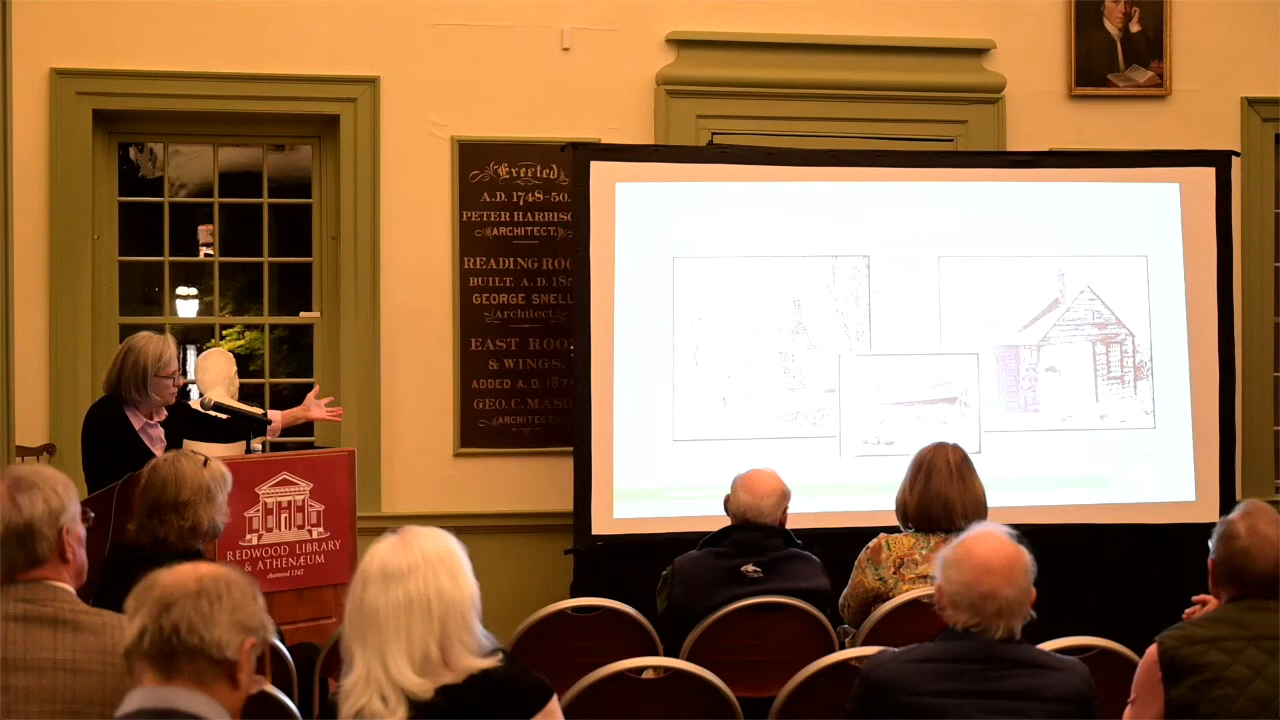 Erected
A.D. 1748-50.
PETER HARRISO
ARCHITECT.
READING ROO
BUILT, A.D. 185
GEORGE SNELL
Architect
EAST ROO
& WINGS,
ADDED A.D. 187
GEO. C. MASO
ARCHITECT.
REDWOOD LIBRARY
& ATHENÆUM
chartered 1747